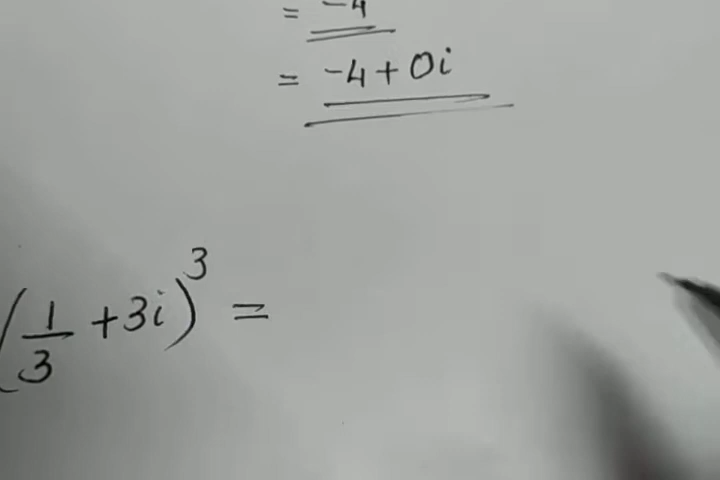 = -4
= -4+0i
(1/3 +3i)³ =